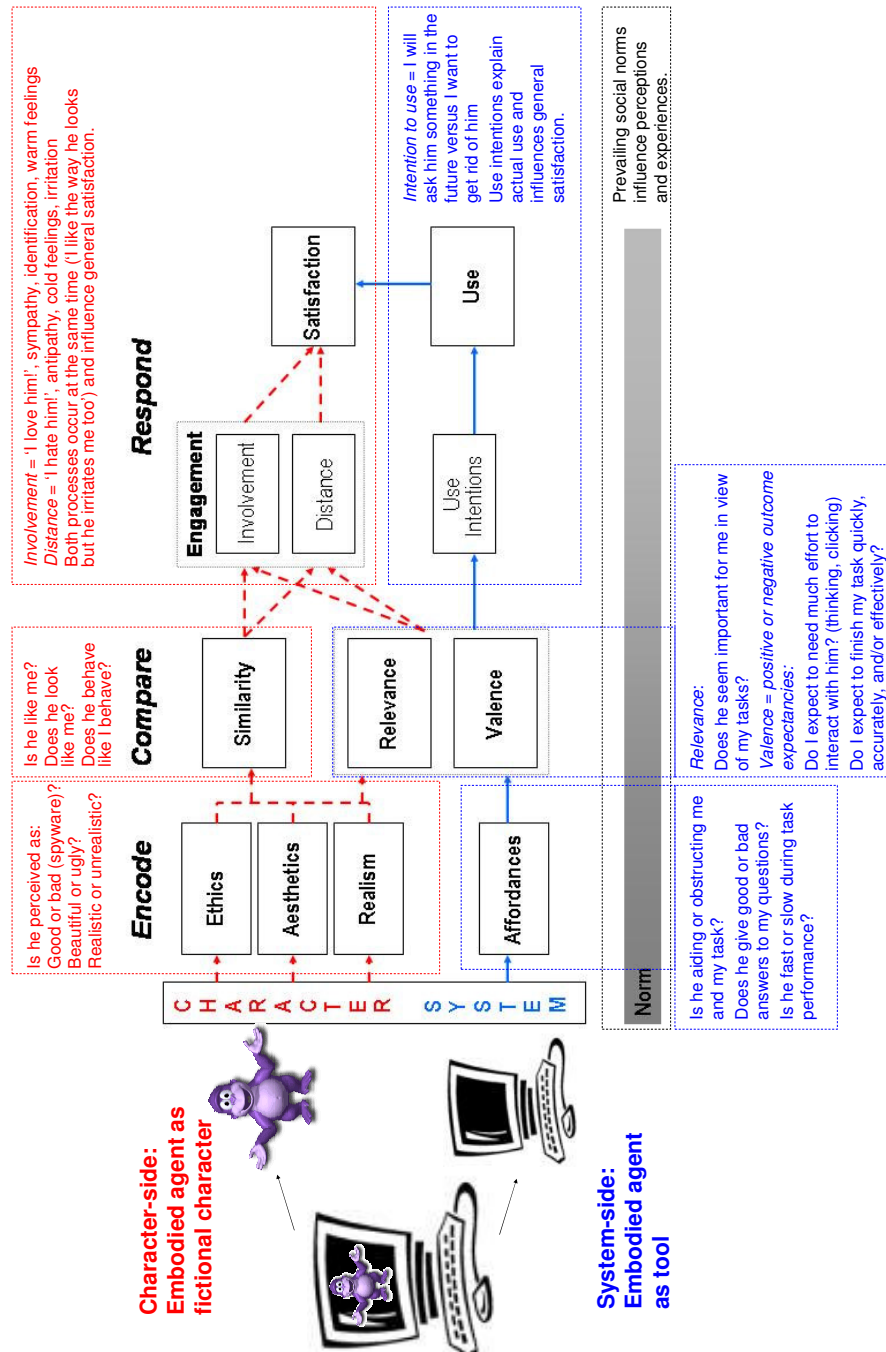 Character-side:
Embodied agent as
fictional character
System-side:
Embodied agent
as tool
C
H
A
R
A
C
T
E
R
S
Y
S
T
E
M
Encode
Is he perceived as:
Good or bad (spyware)?
Beautiful or ugly?
Realistic or unrealistic?
Ethics
Aesthetics
Realism
Affordances
Is he aiding or obstructing me
and my task?
Does he give good or bad
answers to my questions?
Is he fast or slow during task
performance?
Compare
Is he like me?
Does he look
like me?
Does he behave
like I behave?
Similarity
Relevance
Valence
Relevance:
Does he seem important for me in view
of my tasks?
Valence = positive or negative outcome
expectancies:
Do I expect to need much effort to
interact with him? (thinking, clicking)
Do I expect to finish my task quickly,
accurately, and/or effectively?
Respond
Involvement = 'I love him!', sympathy, identification, warm feelings
Distance = 'I hate him!', antipathy, cold feelings, irritation
Both processes occur at the same time ('I like the way he looks
but he irritates me too') and influence general satisfaction.
Engagement
Involvement
Distance
Satisfaction
Use
Intentions
Use
Intention to use = I will
ask him something in the
future versus I want to
get rid of him
Use intentions explain
actual use and
influences general
satisfaction.
Norm
Prevailing social norms
influence perceptions
and experiences.